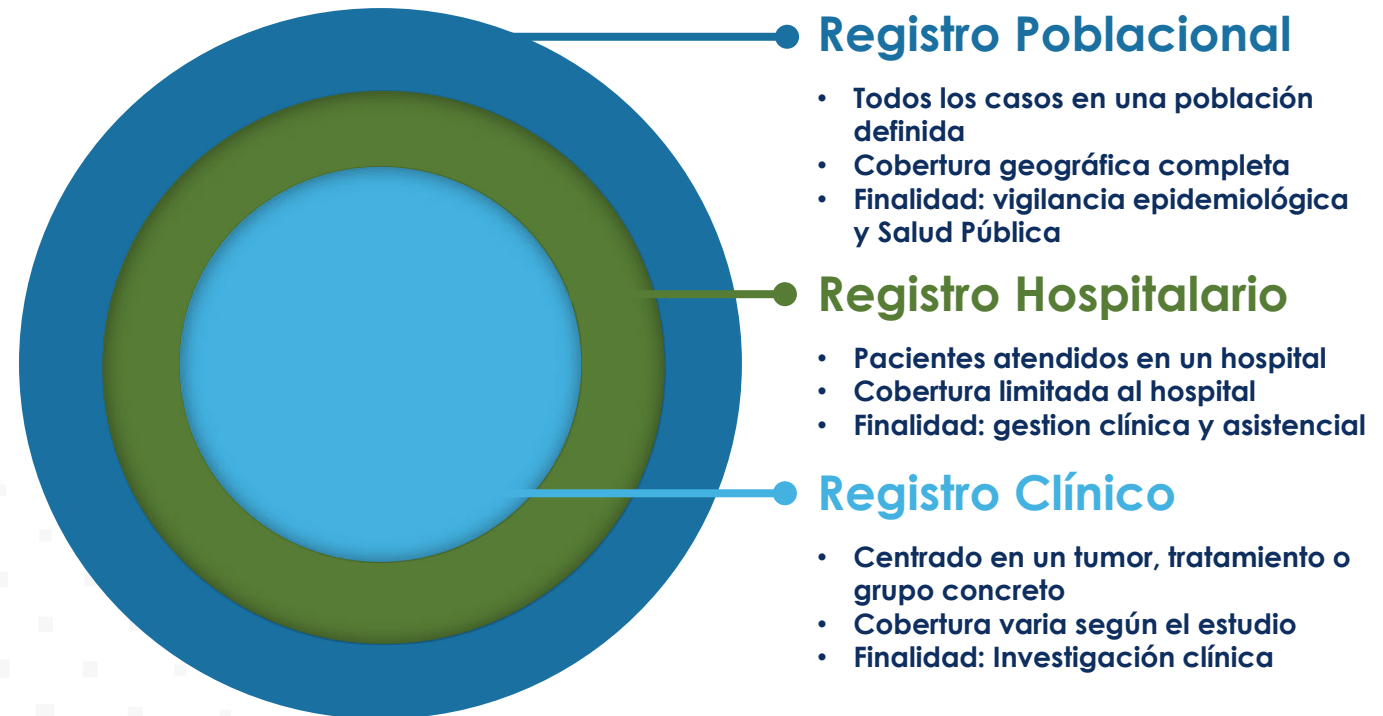 Registro Poblacional
• Todos los casos en una población
definida
• Cobertura geográfica completa
• Finalidad: vigilancia epidemiológica
y Salud Pública
Registro Hospitalario
• Pacientes atendidos en un hospital
• Cobertura limitada al hospital
• Finalidad: gestion clínica y asistencial
Registro Clínico
• Centrado en un tumor, tratamiento o
grupo concreto
• Cobertura varia según el estudio
• Finalidad: Investigación clínica